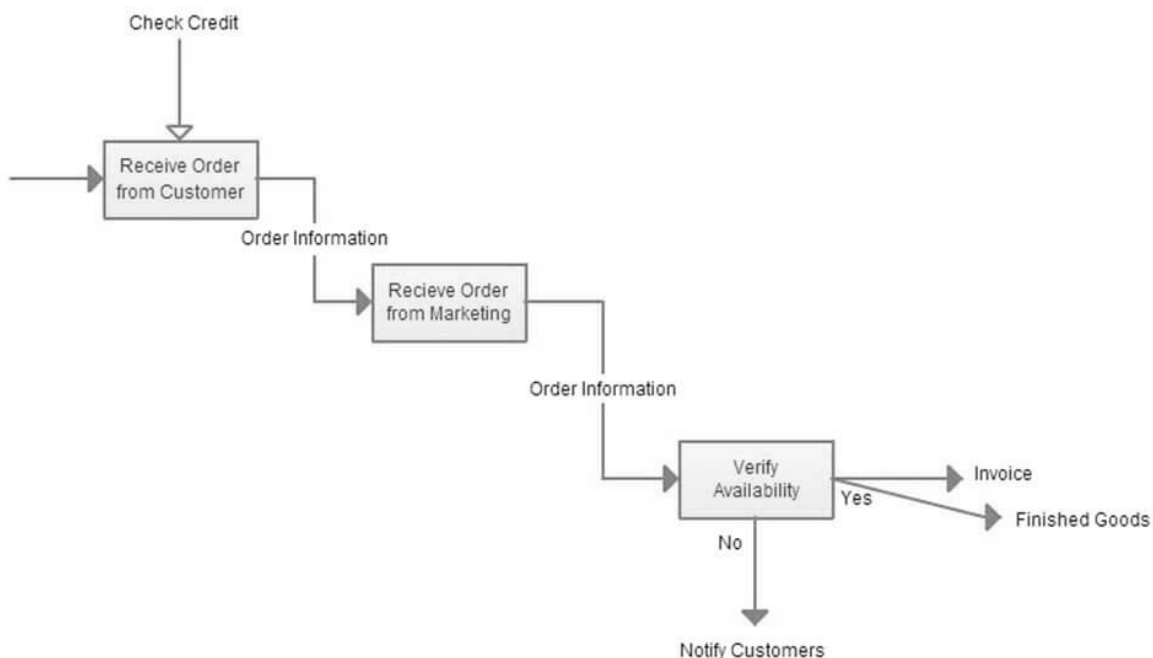 Check Credit
Receive Order
from Customer
Order Information
Recieve Order
from Marketing
Order Information
Verify
Availability
Yes
Invoice
Finished Goods
No
Notify Customers